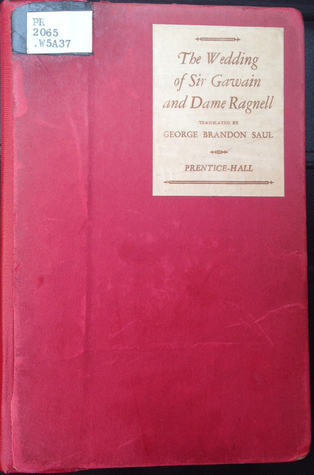 PR
2065
.W5A37
The Wedding
of Sir Gawain
and Dame Ragnell
TRANSLATED BY
GEORGE BRANDON SAUL
PRENTICE-HALL